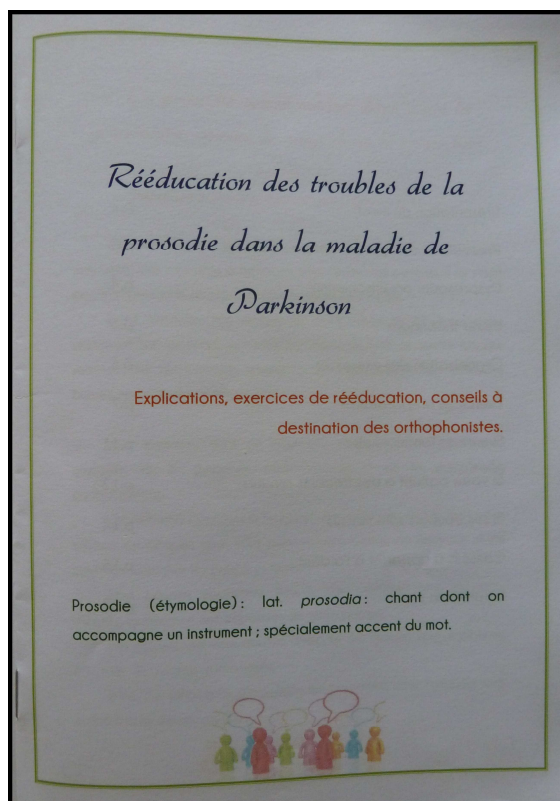 Rééducation des troubles de la
prosodie dans la maladie de
Parkinson
Explications, exercices de rééducation, conseils à
destination des orthophonistes.
Prosodie (étymologie) : lat. prosodia : chant dont on
accompagne un instrument ; spécialement accent du mot.